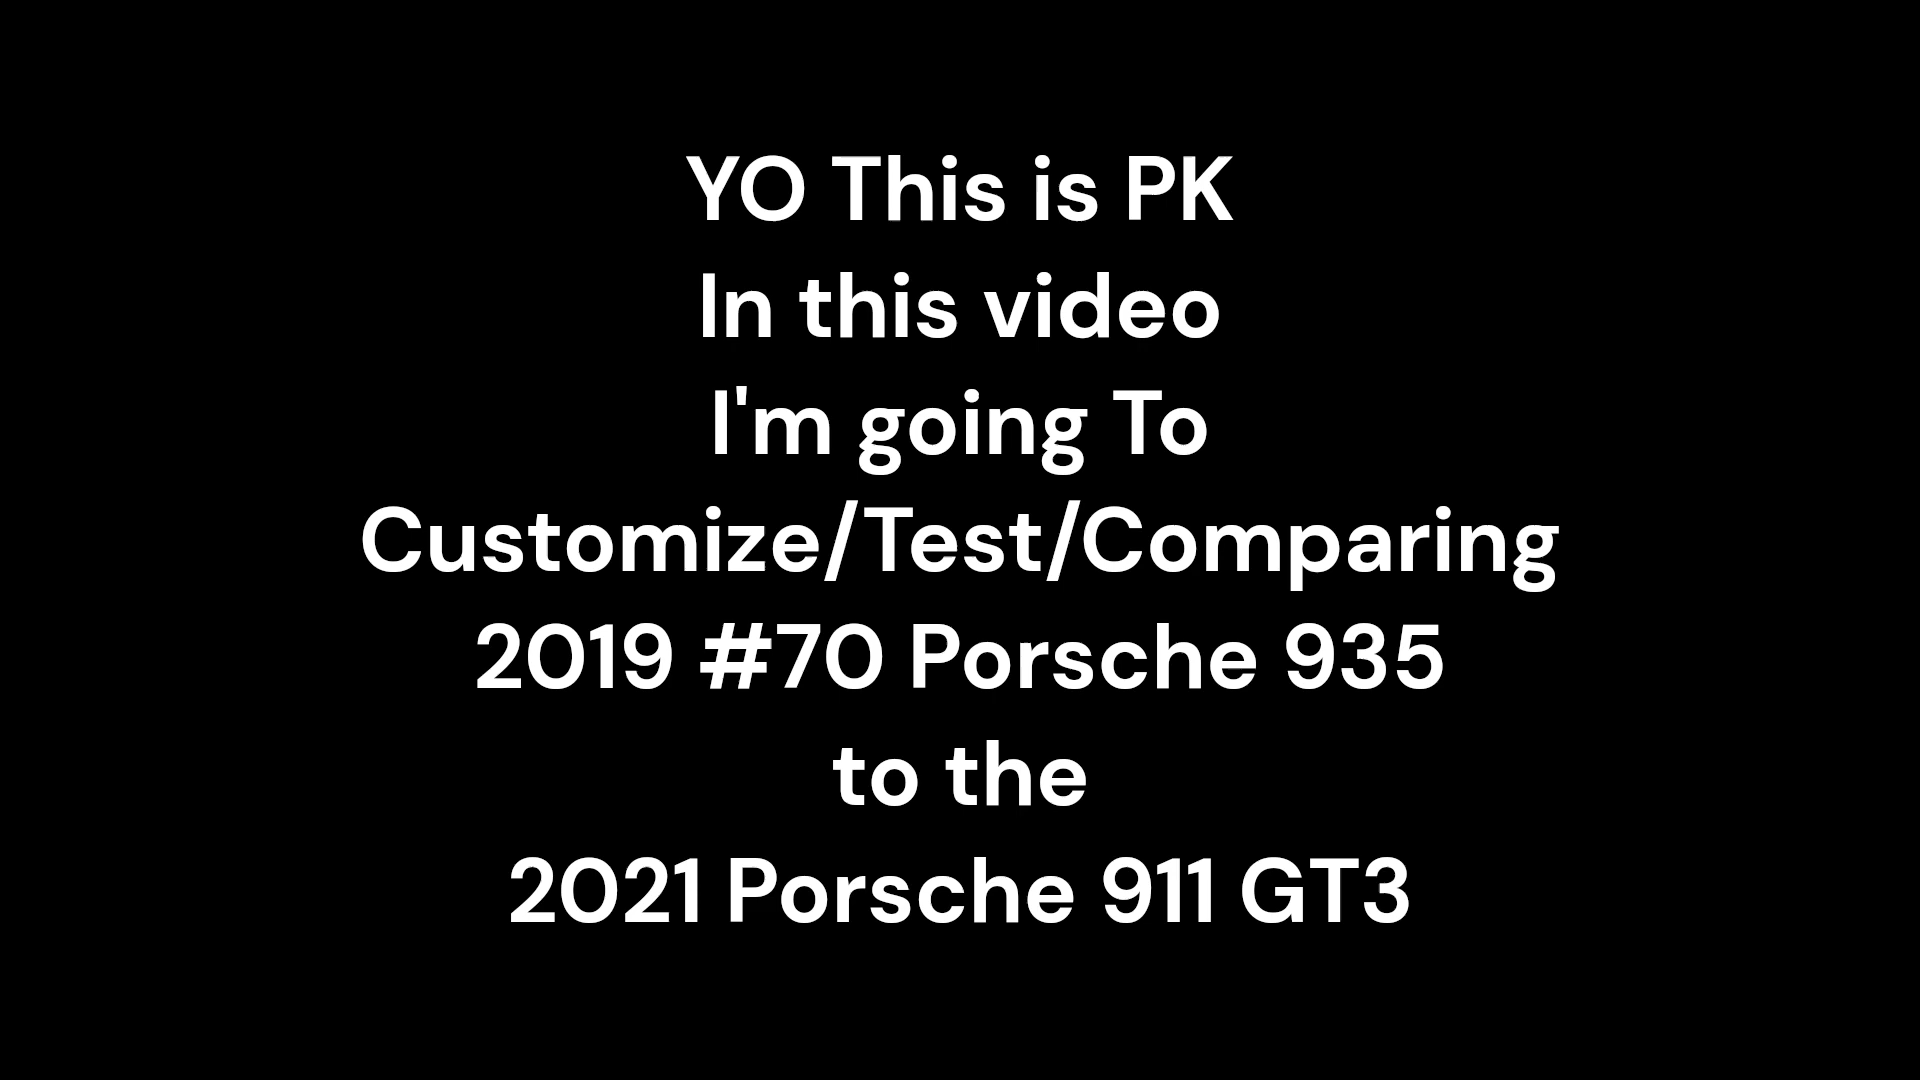 YO This is PK
In this video
I'm going To
Customize/Test/Comparing
2019 #70 Porsche 935
to the
2021 Porsche 911 GT3